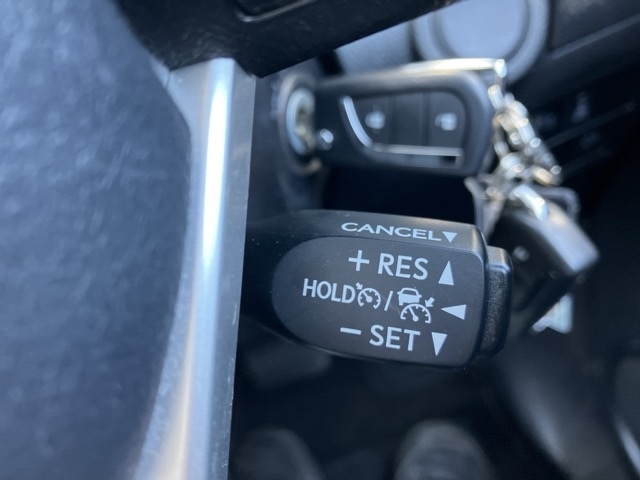 CANCEL▼
+ RES ▲
HOLD / ◄
− SET ▼